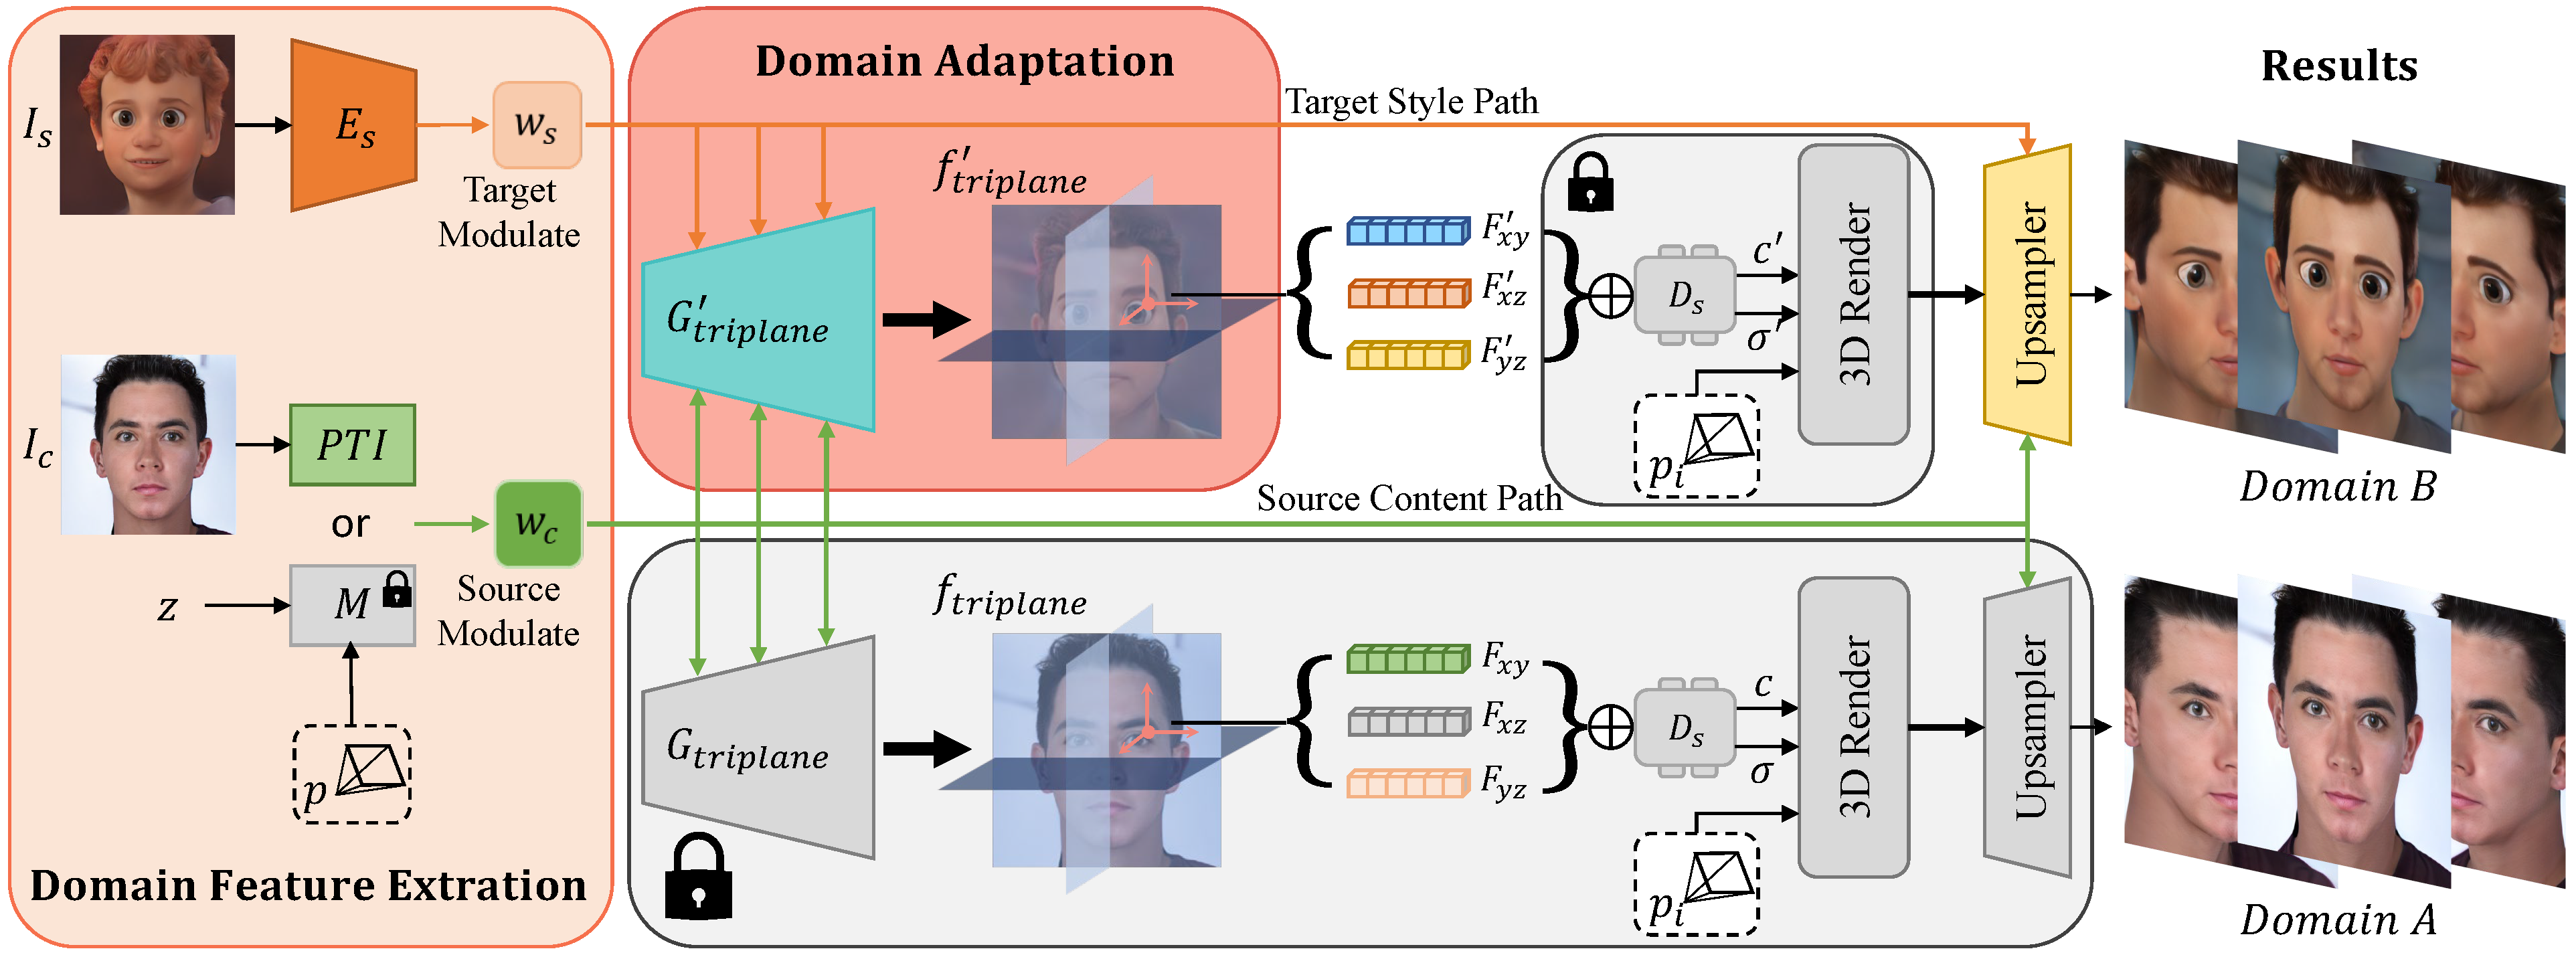 I_s
E_s
w_s
Target
Modulate
I_c
PTI
or
w_c
Source
Modulate
z
M
p
Domain Feature Extration
Domain Adaptation
G'_{triplane}
f'_{triplane}
Target Style Path
F'_{xy}
F'_{xz}
F'_{yz}
D_s
c'
σ'
p_i
3D Render
Upsampler
Source Content Path
G_{triplane}
f_{triplane}
F_{xy}
F_{xz}
F_{yz}
D_s
c
σ
p_i
3D Render
Upsampler
Results
Domain B
Domain A